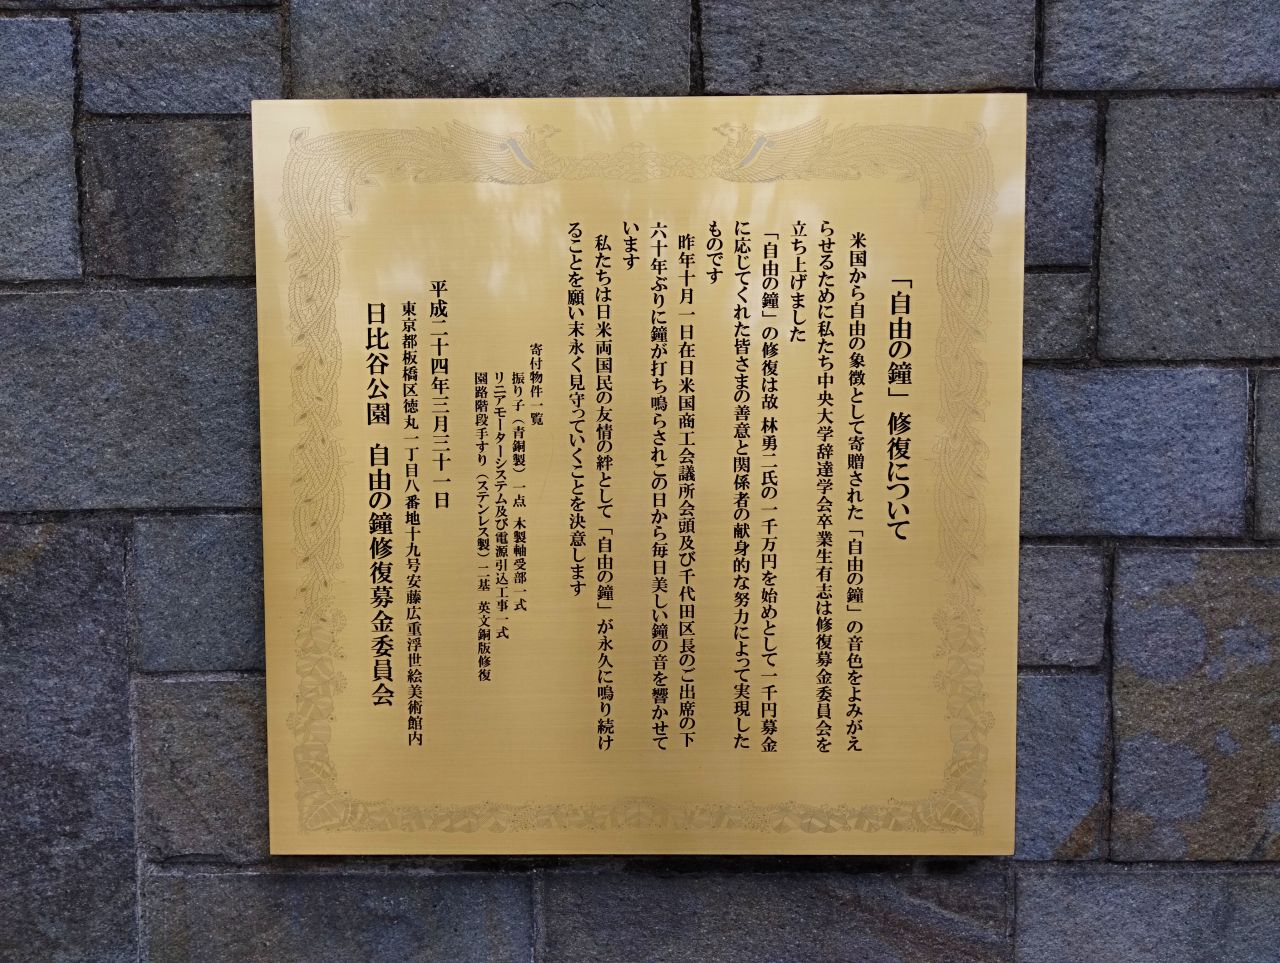 「自由の鐘」修復について
米国から自由の象徴として寄贈された「自由の鐘」の音色をよみがえ
らせるために私たち中央大学辞達学会卒業生有志は修復募金委員会を
立ち上げました
「自由の鐘」の修復は故 林勇二氏の一千万円を始めとして一千円募金
に応じてくれた皆さまの善意と関係者の献身的な努力によって実現した
ものです
昨年十月一日在日米国商工会議所会頭及び千代田区長のご出席の下
六十年ぶりに鐘が打ち鳴らされこの日から毎日美しい鐘の音を響かせて
います
私たちは日米両国民の友情の絆として「自由の鐘」が永久に鳴り続け
ることを願い末永く見守っていくことを決意します
寄付物件一覧
振り子（青銅製）一点 木製軸受部一式
リニアモーターシステム及び電源引込工事一式
園路階段手すり（ステンレス製）二基 英文銅版修復
平成二十四年三月三十一日
東京都板橋区徳丸一丁目八番地十九号安藤広重浮世絵美術館内
日比谷公園 自由の鐘修復募金委員会